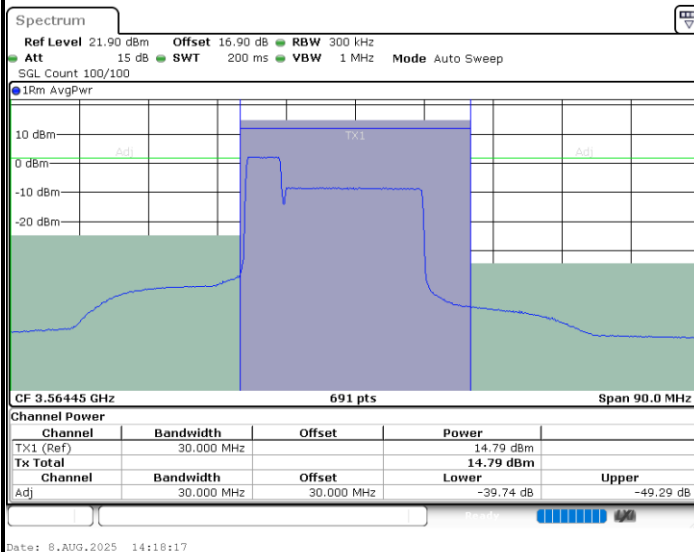 Spectrum
Ref Level 21.90 dBm Offset 16.90 dB RBW 300 kHz
Att 15 dB SWT 200 ms VBW 1 MHz Mode Auto Sweep
SGL Count 100/100
1Rm AvgPwr
10 dBm
TX1
Adj Adj
0 dBm
-10 dBm
-20 dBm
CF 3.56445 GHz 691 pts Span 90.0 MHz
Channel Power
Channel Bandwidth Offset Power
TX1 (Ref) 30.000 MHz 14.79 dBm
Tx Total 14.79 dBm
Channel Bandwidth Offset Lower Upper
Adj 30.000 MHz 30.000 MHz -39.74 dB -49.29 dB
Ready
Date: 8.AUG.2025 14:18:17